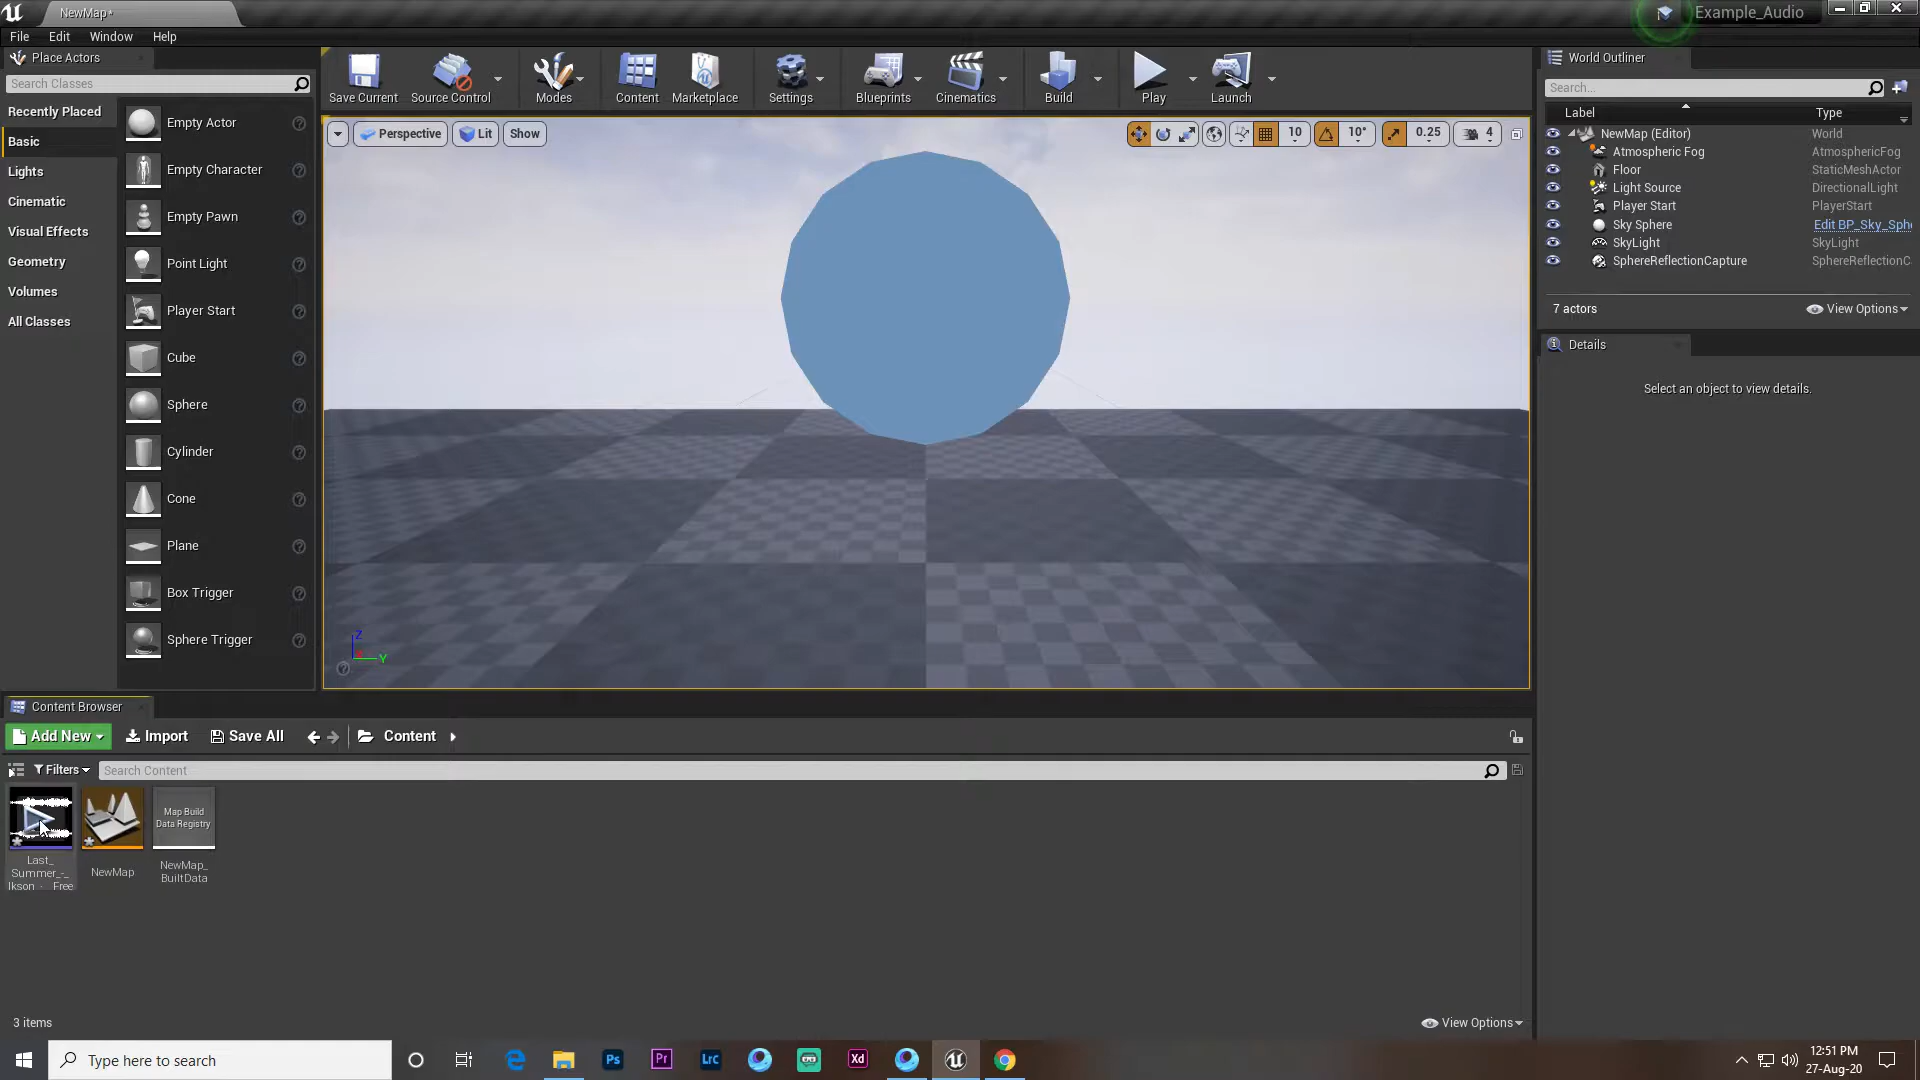 NewMap*
Example_Audio
File Edit Window Help
Place Actors
Search Classes
Recently Placed
Basic
Lights
Cinematic
Visual Effects
Geometry
Volumes
All Classes
Empty Actor
Empty Character
Empty Pawn
Point Light
Player Start
Cube
Sphere
Cylinder
Cone
Plane
Box Trigger
Sphere Trigger
Save Current Source Control Modes Content Marketplace Settings Blueprints Cinematics Build Play Launch
Perspective Lit Show
10 10° 0.25 4
Z
Y
World Outliner
Search...
Label Type
NewMap (Editor) World
Atmospheric Fog AtmosphericFog
Floor StaticMeshActor
Light Source DirectionalLight
Player Start PlayerStart
Sky Sphere Edit BP_Sky_Sph
SkyLight SkyLight
SphereReflectionCapture SphereReflectionC
7 actors View Options
Details
Select an object to view details.
Content Browser
Add New Import Save All Content
Filters Search Content
Map Build
Data Registry
Last_
Summer_-_
Ikson_-_Free
NewMap
NewMap_
BuiltData
3 items View Options
Type here to search
Ps Pr Lrc Xd
12:51 PM
27-Aug-20